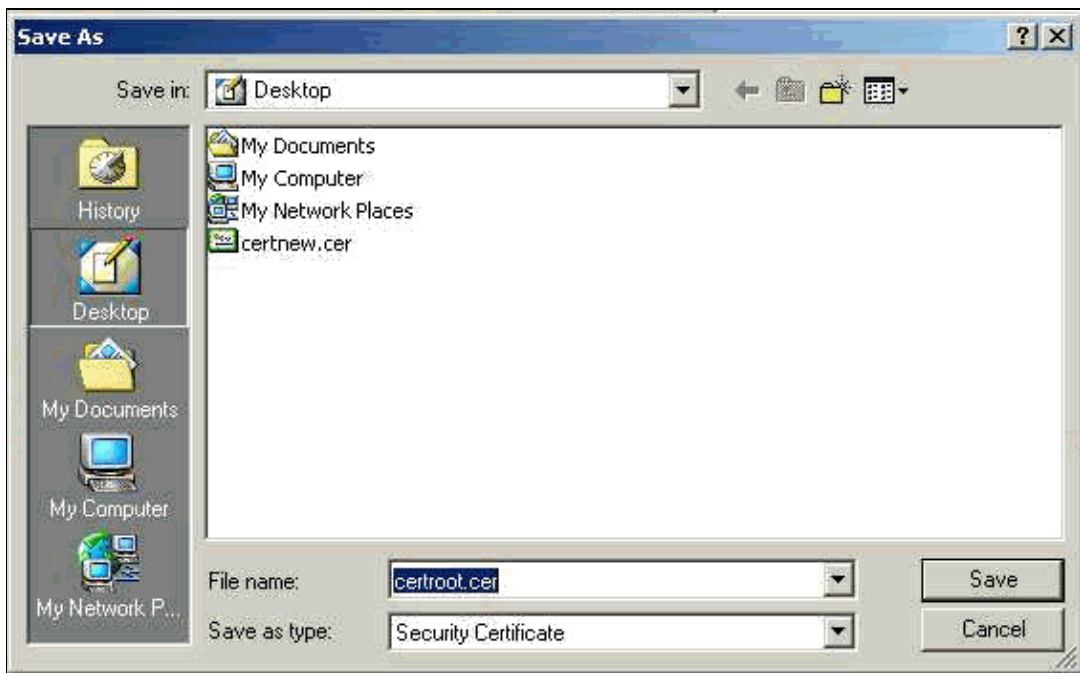 Save As
Save in:
Desktop
My Documents
My Computer
My Network Places
certnew.cer
History
Desktop
My Documents
My Computer
My Network P...
File name:
certroot.cer
Save
Save as type:
Security Certificate
Cancel